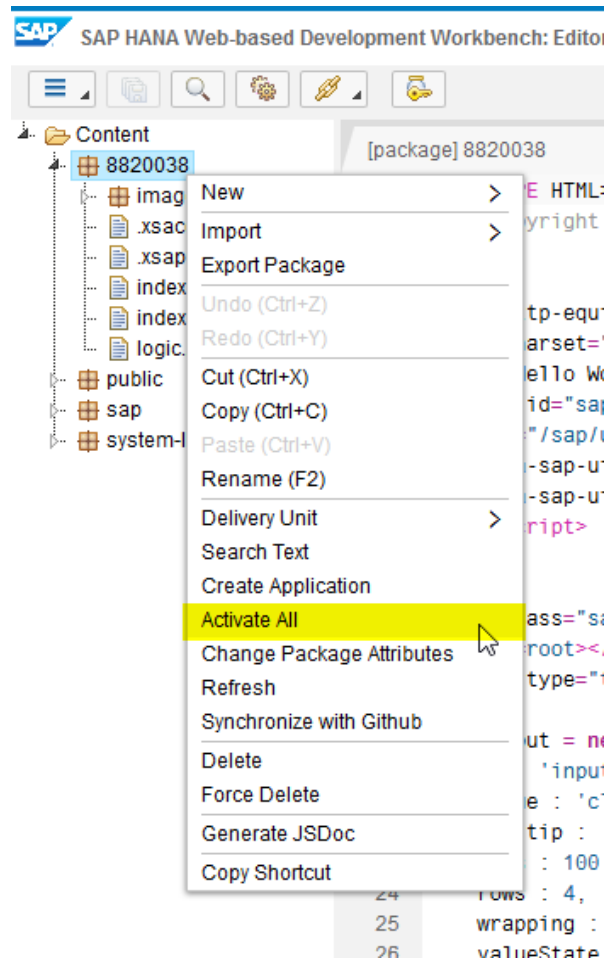 SAP SAP HANA Web-based Development Workbench: Editor
Content
[package] 8820038
8820038
imag
.xsac
.xsap
index
index
logic.
public
sap
system-l
New
Import
Export Package
Undo (Ctrl+Z)
Redo (Ctrl+Y)
Cut (Ctrl+X)
Copy (Ctrl+C)
Paste (Ctrl+V)
Rename (F2)
Delivery Unit
Search Text
Create Application
Activate All
Change Package Attributes
Refresh
Synchronize with Github
Delete
Force Delete
Generate JSDoc
Copy Shortcut
E HTML
yright
tp-equi
arset="
ello Wo
id="sap
"/sap/u
-sap-u
-sap-u
ript>
ass="sa
root><
type="t
ut = ne
'input
e : 'c
tip :
: 100
24 rows : 4,
25 wrapping :
26 valueState